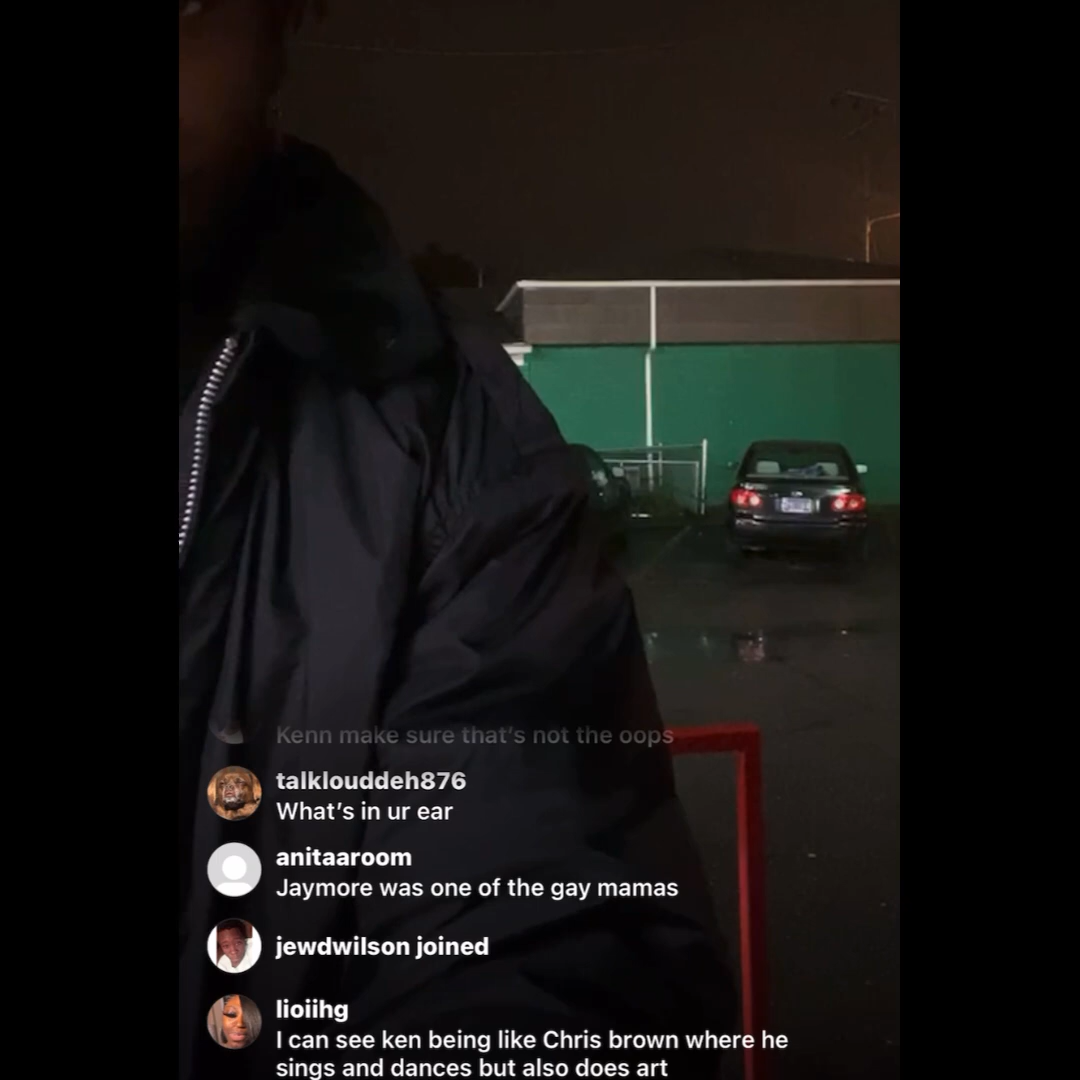 Kenn make sure that's not the oops
talklouddeh876
What's in ur ear
anitaaroom
Jaymore was one of the gay mamas
jewdwilson joined
lioiihg
I can see ken being like Chris brown where he
sings and dances but also does art